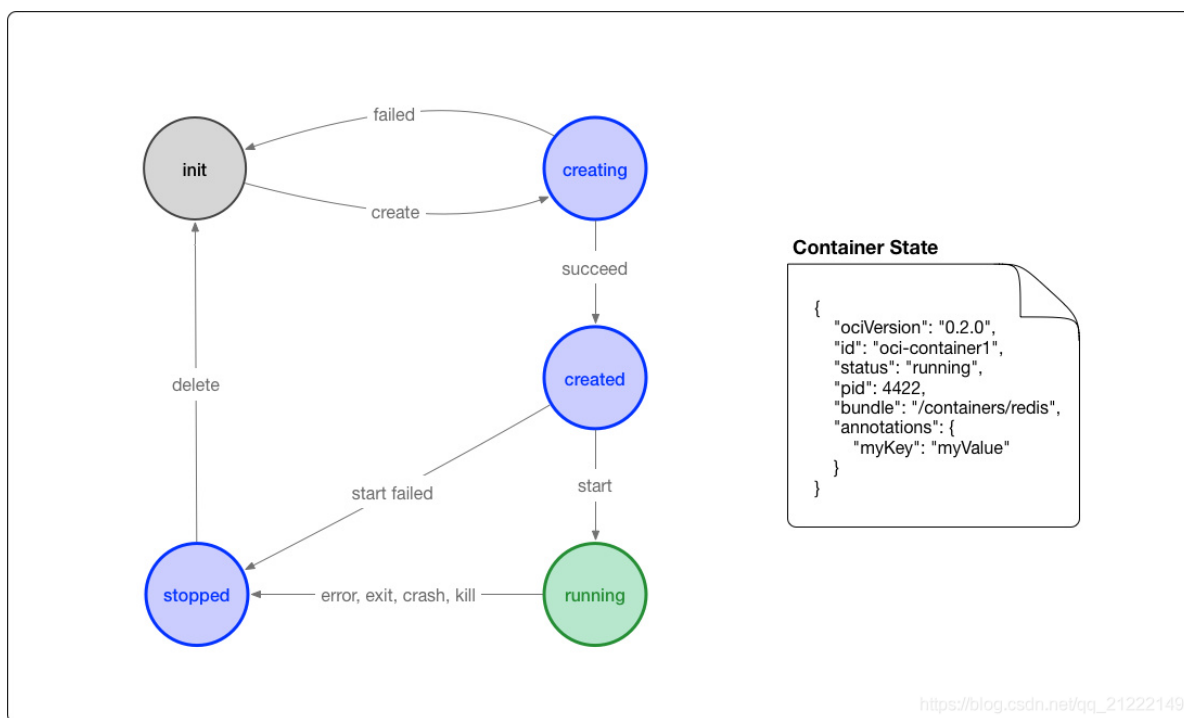 failed
init
creating
create
succeed
Container State
{
"ociVersion": "0.2.0",
"id": "oci-container1",
"status": "running",
"pid": 4422,
"bundle": "/containers/redis",
"annotations": {
"myKey": "myValue"
}
}
delete
created
start failed
start
stopped
error, exit, crash, kill
running
https://blog.csdn.net/qq_21222149